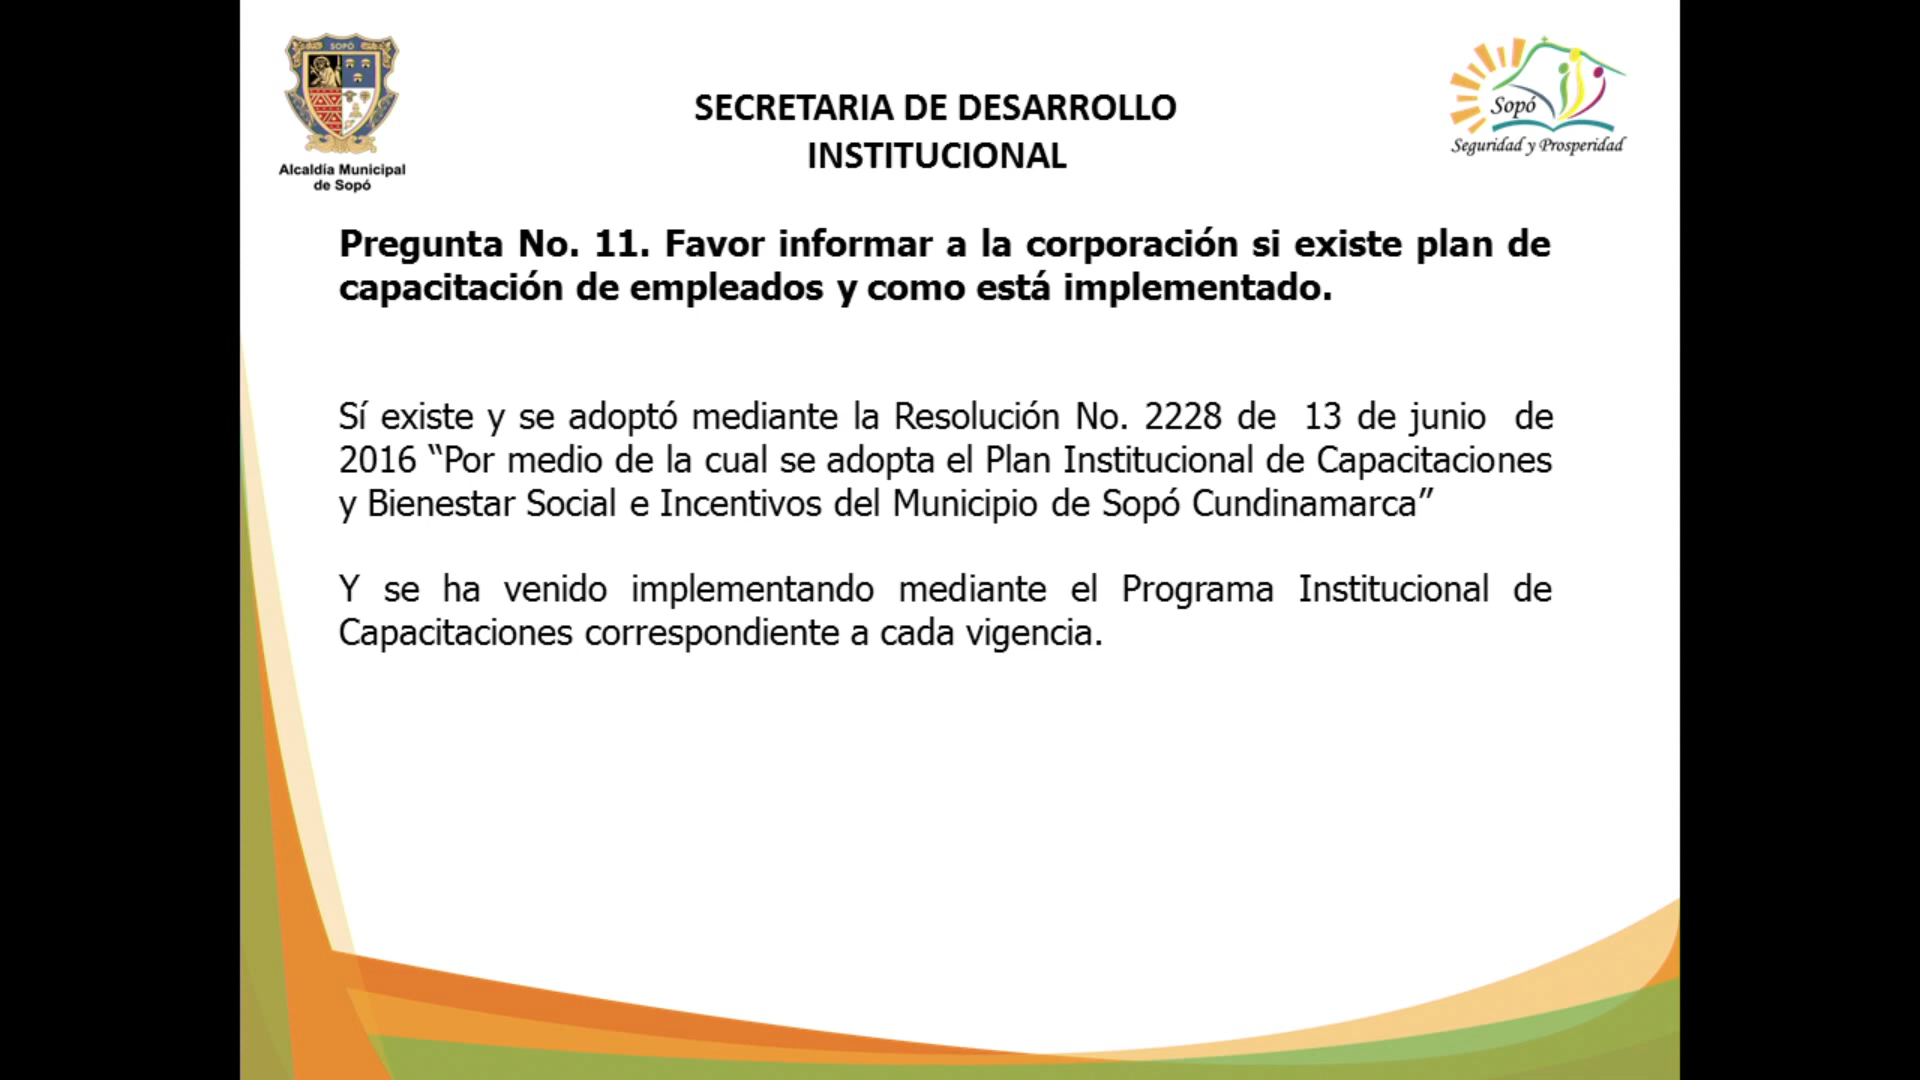 SOPÓ
Alcaldía Municipal
de Sopó
SECRETARIA DE DESARROLLO
INSTITUCIONAL
Sopó
Seguridad y Prosperidad
Pregunta No. 11. Favor informar a la corporación si existe plan de
capacitación de empleados y como está implementado.
Sí existe y se adoptó mediante la Resolución No. 2228 de 13 de junio de
2016 “Por medio de la cual se adopta el Plan Institucional de Capacitaciones
y Bienestar Social e Incentivos del Municipio de Sopó Cundinamarca”
Y se ha venido implementando mediante el Programa Institucional de
Capacitaciones correspondiente a cada vigencia.